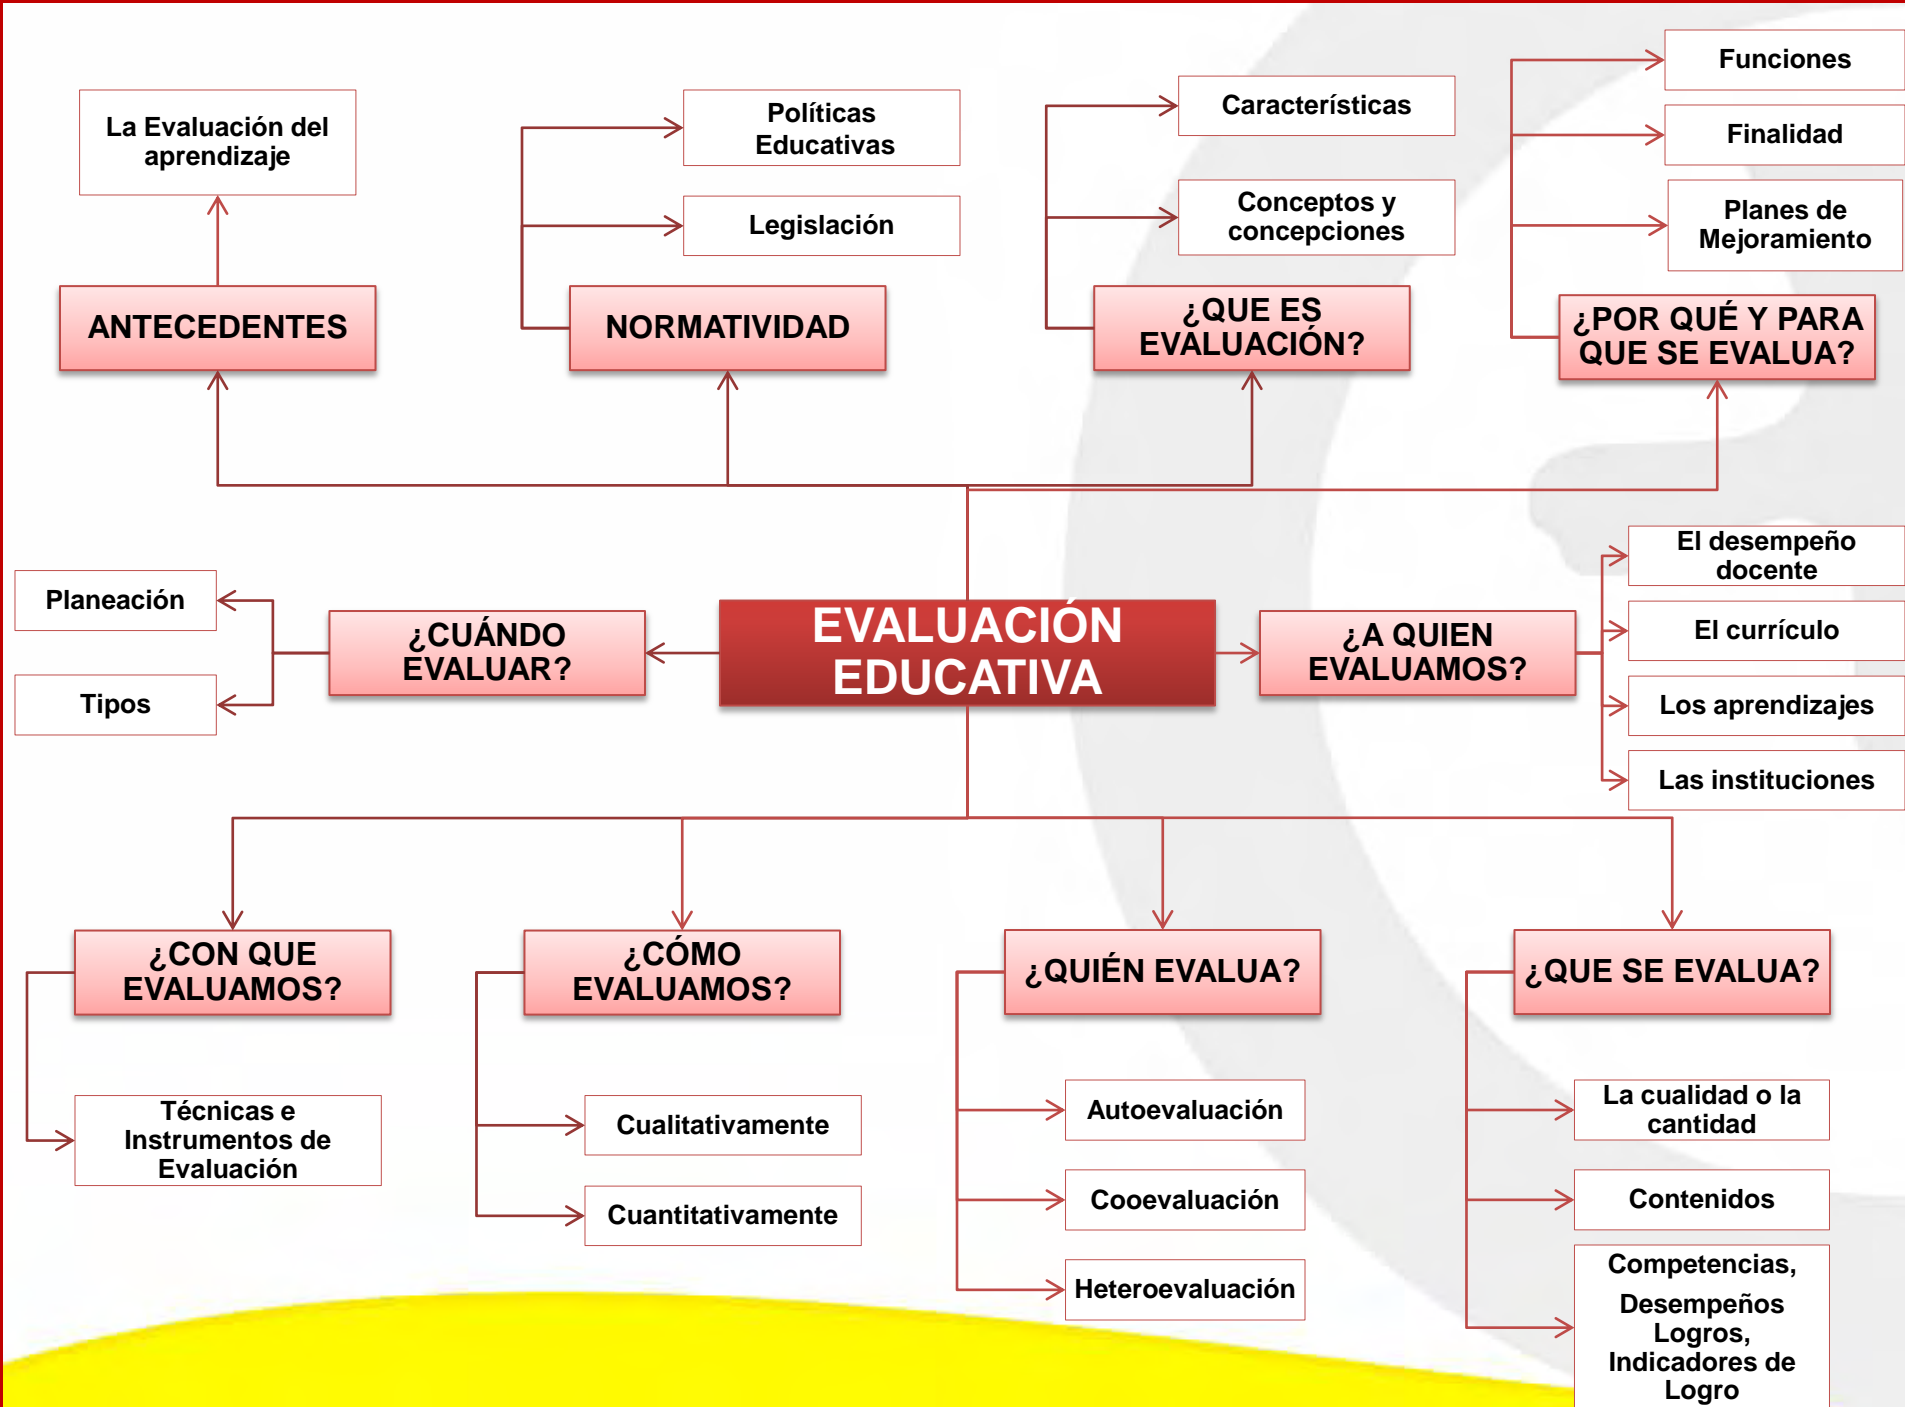 La Evaluación del
aprendizaje
ANTECEDENTES
Políticas
Educativas
Legislación
NORMATIVIDAD
Característícas
Conceptos y
concepciones
¿QUE ES
EVALUACIÓN?
Funciones
Finalidad
Planes de
Mejoramiento
¿POR QUÉ Y PARA
QUE SE EVALUA?
Planeación
Tipos
¿CUÁNDO
EVALUAR?
EVALUACIÓN
EDUCATIVA
¿A QUIEN
EVALUAMOS?
El desempeño
docente
El currículo
Los aprendizajes
Las instituciones
¿CON QUE
EVALUAMOS?
Técnicas e
Instrumentos de
Evaluación
¿CÓMO
EVALUAMOS?
Cualitativamente
Cuantitativamente
¿QUIÉN EVALUA?
Autoevaluación
Cooevaluación
Heteroevaluación
¿QUE SE EVALUA?
La cualidad o la
cantidad
Contenidos
Competencias,
Desempeños
Logros,
Indicadores de
Logro